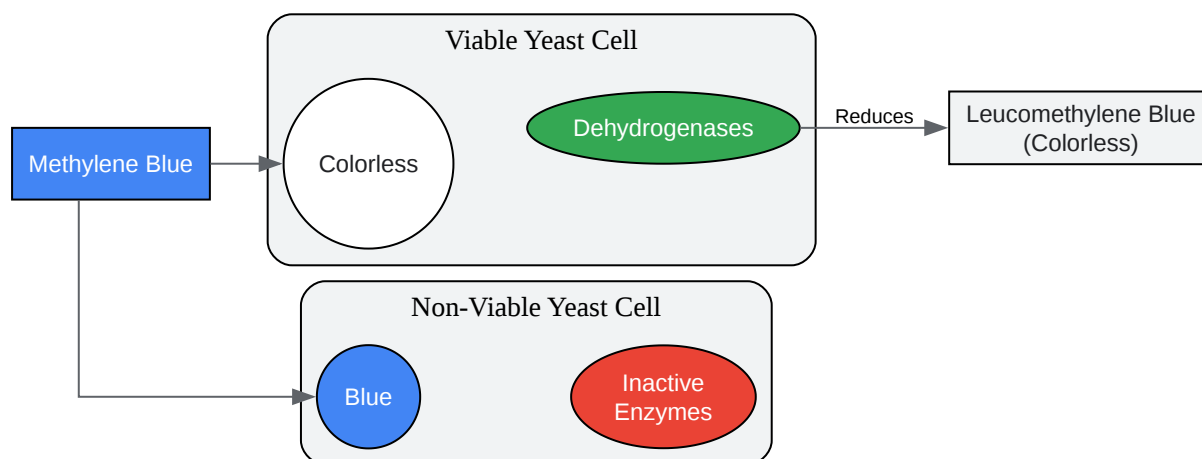 Viable Yeast Cell
Methylene Blue
Colorless
Dehydrogenases
Reduces
Leucomethylene Blue
(Colorless)
Non-Viable Yeast Cell
Blue
Inactive
Enzymes